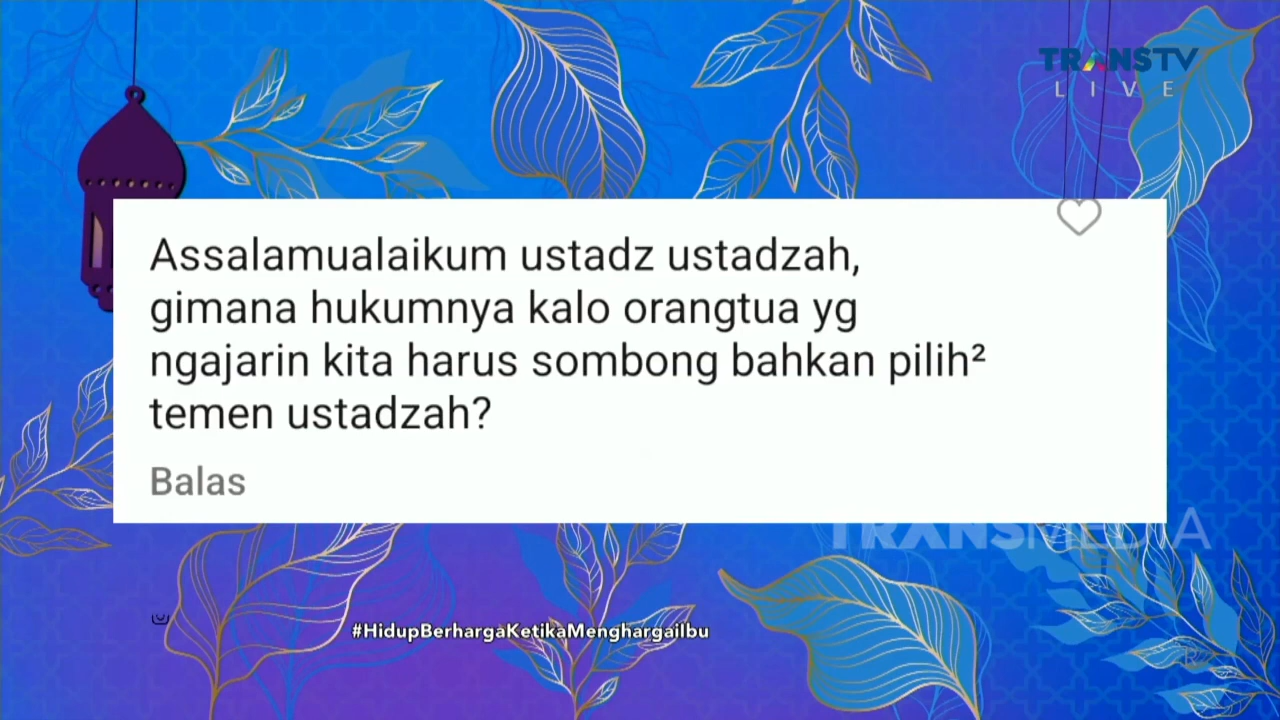 TRANSTV
LIVE
Assalamualaikum ustadz ustadzah,
gimana hukumnya kalo orangtua yg
ngajarin kita harus sombong bahkan pilih²
temen ustadzah?
Balas
TRANSMEDIA
#HidupBerhargaKetikaMenghargaiIbu